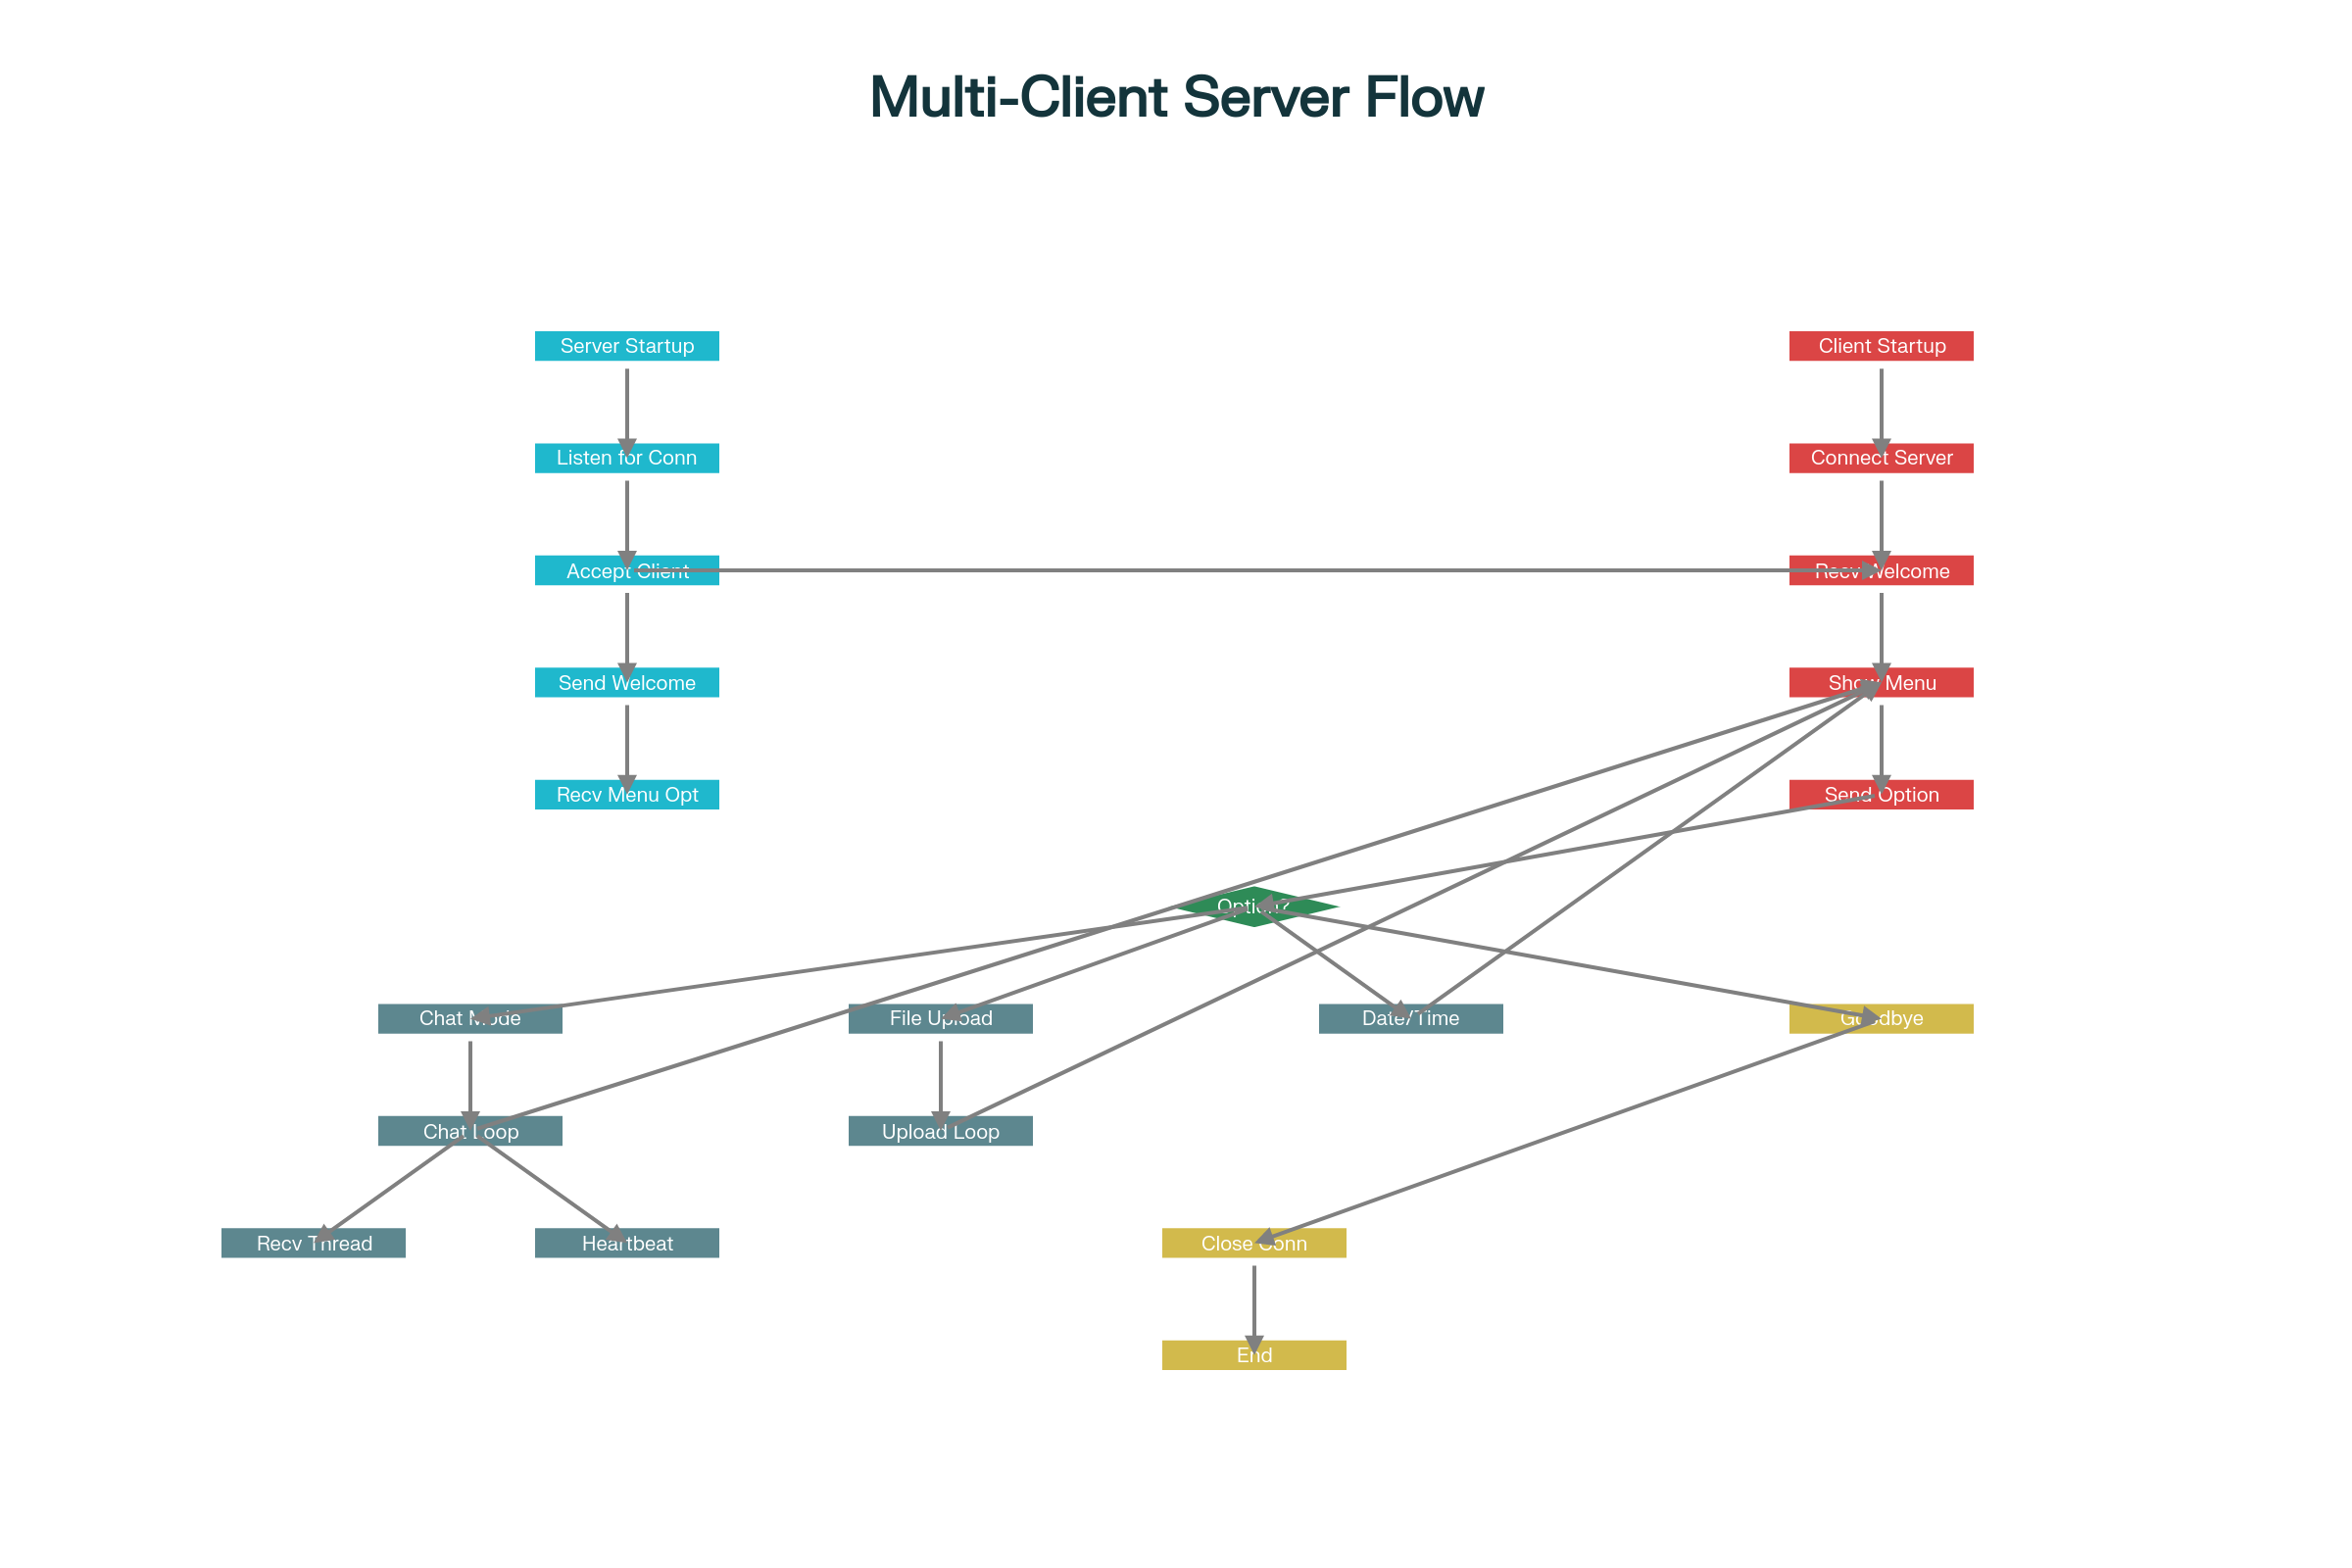 Multi-Client Server Flow
Server Startup
Client Startup
Listen for Conn
Connect Server
Accept Client
Recv Welcome
Send Welcome
Show Menu
Recv Menu Opt
Send Option
Option?
Chat Mode
File Upload
Date/Time
Goodbye
Chat Loop
Upload Loop
Recv Thread
Heartbeat
Close Conn
End